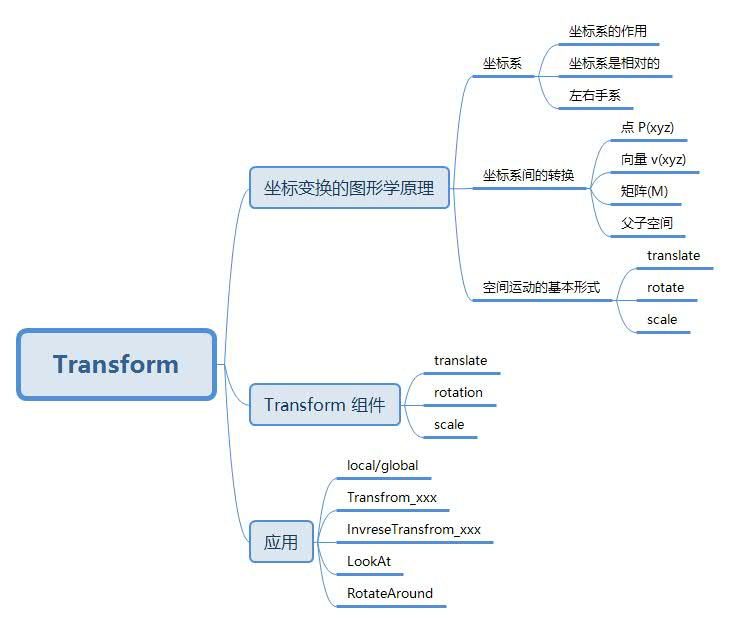 Transform
坐标变换的图形学原理
坐标系
坐标系的作用
坐标系是相对的
左右手系
坐标系间的转换
点 P(xyz)
向量 v(xyz)
矩阵(M)
父子空间
空间运动的基本形式
translate
rotate
scale
Transform 组件
translate
rotation
scale
应用
local/global
Transfrom_xxx
InvreseTransfrom_xxx
LookAt
RotateAround